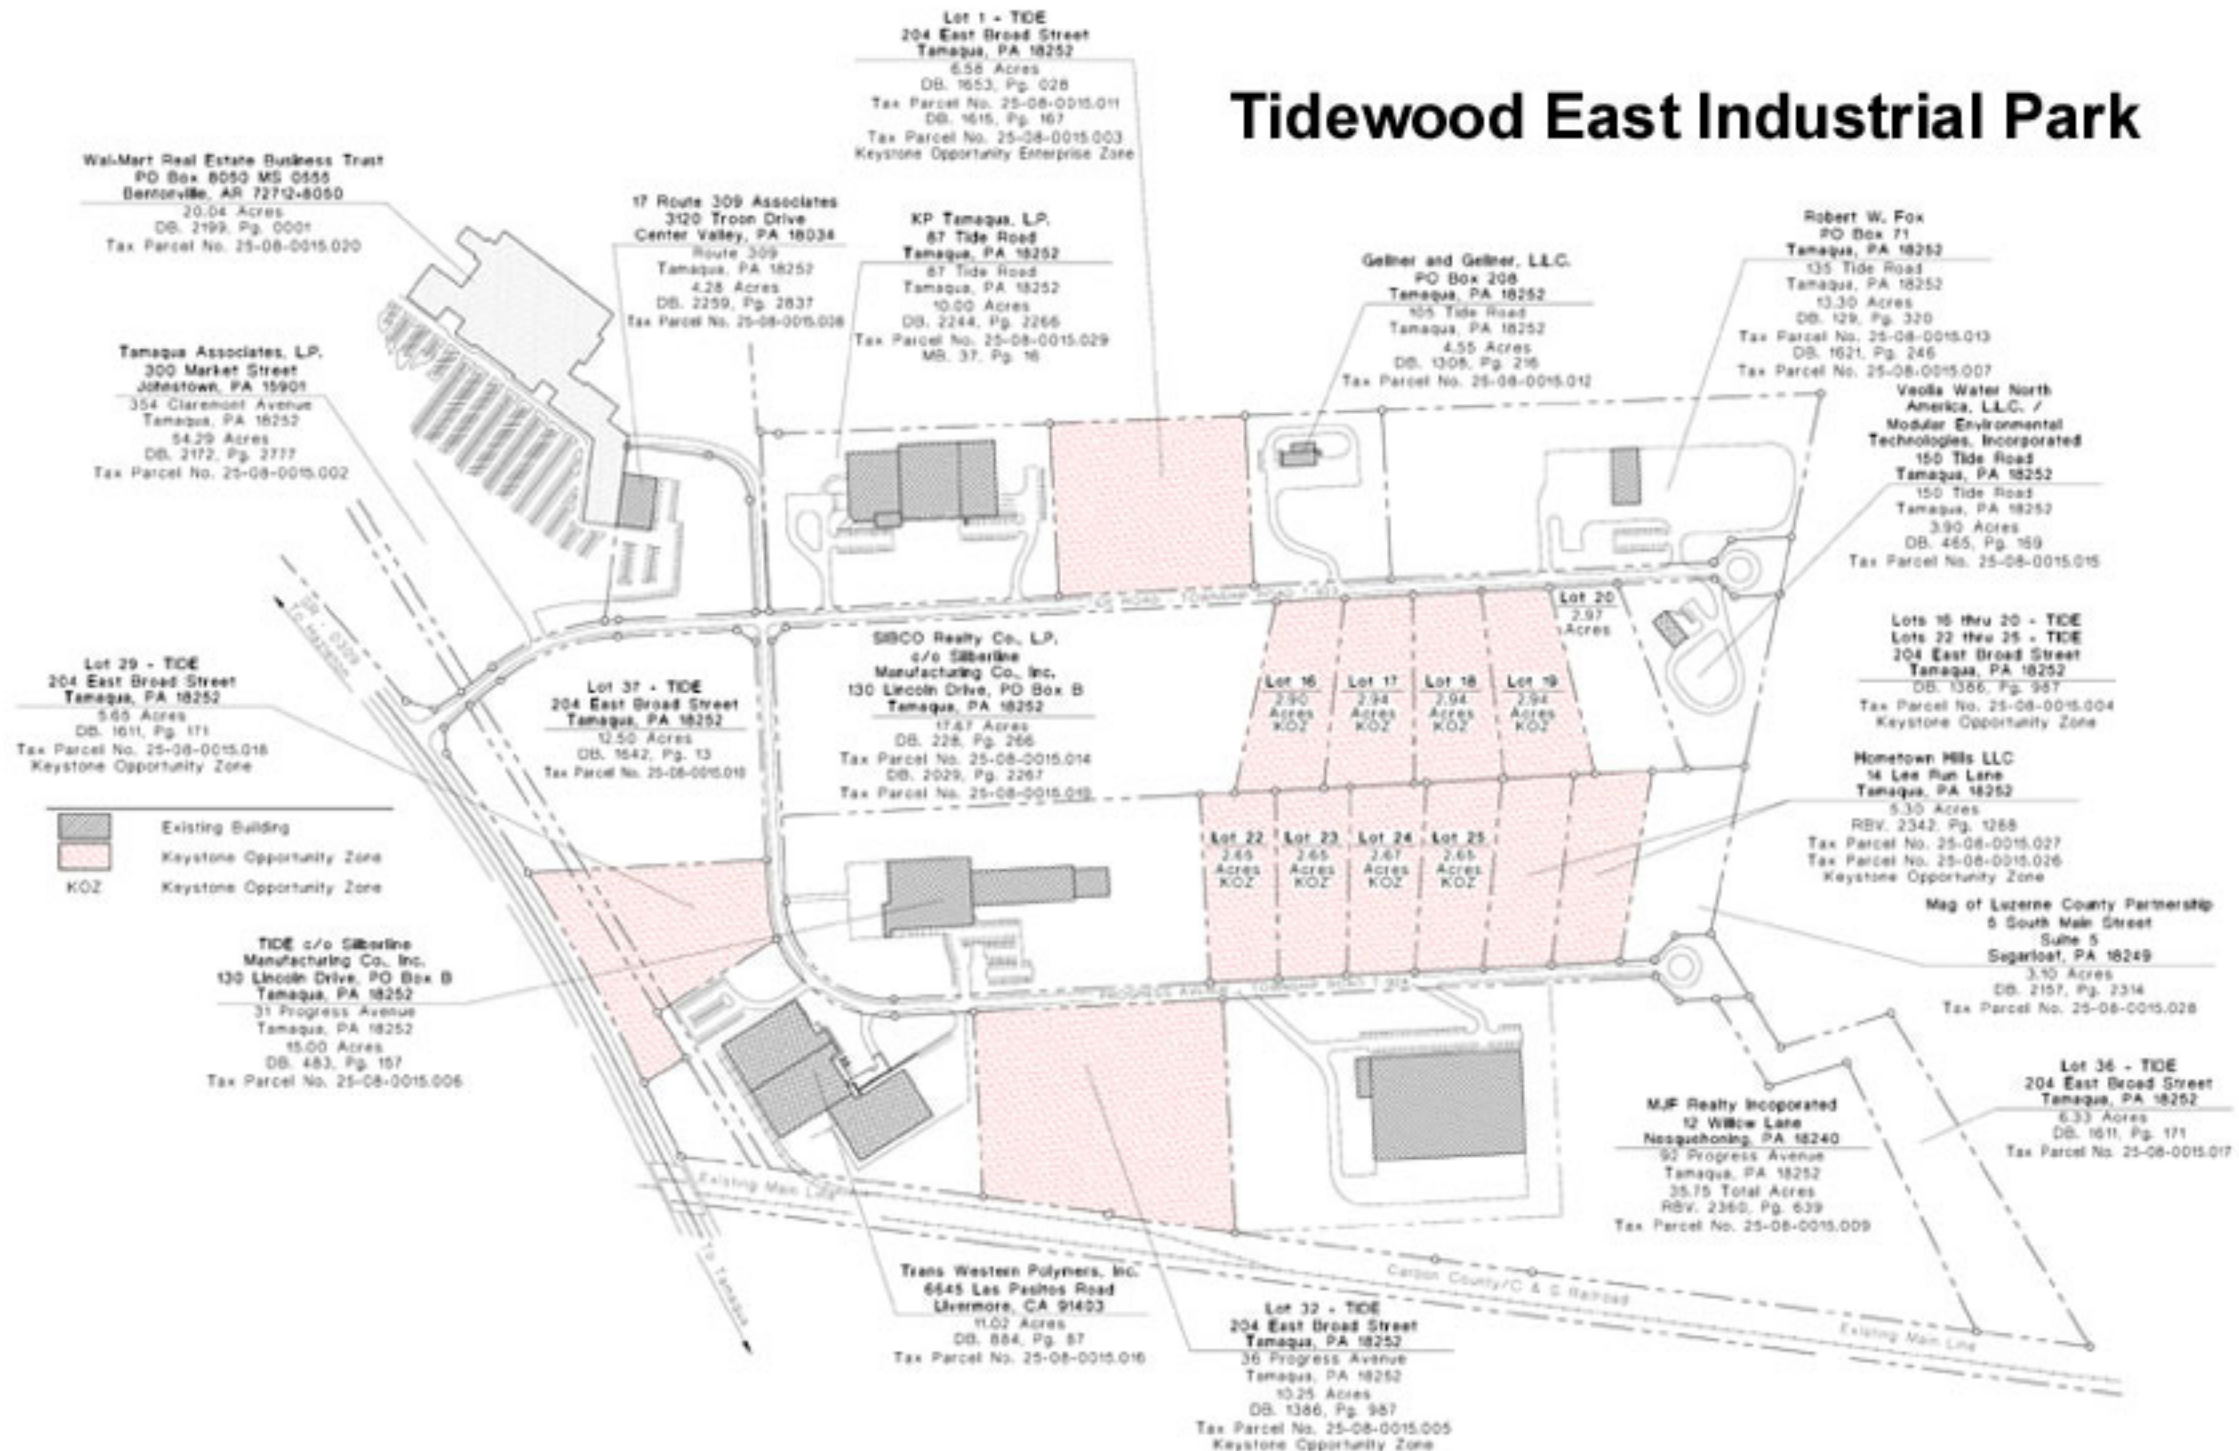 Tidewood East Industrial Park
Lot 1 - TIDE
204 East Broad Street
Tamaqua, PA 18252
6.58 Acres
DB. 1653, Pg. 028
Tax Parcel No. 25-08-0015.011
DB. 1615, Pg. 167
Tax Parcel No. 25-08-0015.003
Keystone Opportunity Enterprise Zone
Wal-Mart Real Estate Business Trust
PO Box 8050 MS 0555
Bentonville, AR 72712-8050
20.04 Acres
DB. 2199, Pg. 0001
Tax Parcel No. 25-08-0015.020
17 Route 309 Associates
3120 Troon Drive
Center Valley, PA 18034
Route 309
Tamaqua, PA 18252
4.28 Acres
DB. 2259, Pg. 2837
Tax Parcel No. 25-08-0015.008
KP Tamaqua, L.P.
87 Tide Road
Tamaqua, PA 18252
87 Tide Road
Tamaqua, PA 18252
10.00 Acres
DB. 2244, Pg. 2266
Tax Parcel No. 25-08-0015.029
MB. 37, Pg. 16
Gellner and Gellner, L.L.C.
PO Box 208
Tamaqua, PA 18252
105 Tide Road
Tamaqua, PA 18252
4.55 Acres
DB. 1308, Pg. 216
Tax Parcel No. 25-08-0015.012
Robert W. Fox
PO Box 71
Tamaqua, PA 18252
135 Tide Road
Tamaqua, PA 18252
13.30 Acres
DB. 129, Pg. 320
Tax Parcel No. 25-08-0015.013
DB. 1621, Pg. 246
Tax Parcel No. 25-08-0015.007
Tamaqua Associates, L.P.
300 Market Street
Johnstown, PA 15901
354 Claremont Avenue
Tamaqua, PA 18252
54.29 Acres
DB. 2172, Pg. 2777
Tax Parcel No. 25-08-0015.002
Veolia Water North
America, L.L.C. /
Modular Environmental
Technologies, Incorporated
150 Tide Road
Tamaqua, PA 18252
150 Tide Road
Tamaqua, PA 18252
3.90 Acres
DB. 465, Pg. 169
Tax Parcel No. 25-08-0015.015
SR. 0309
To Hazleton
ROAD TOWNSHIP ROAD
Lot 20
2.97
Acres
Lot 16
2.90
Acres
KOZ
Lot 17
2.94
Acres
KOZ
Lot 18
2.94
Acres
KOZ
Lot 19
2.94
Acres
KOZ
Lots 16 thru 20 - TIDE
Lots 22 thru 25 - TIDE
204 East Broad Street
Tamaqua, PA 18252
DB. 1386, Pg. 987
Tax Parcel No. 25-08-0015.004
Keystone Opportunity Zone
Lot 29 - TIDE
204 East Broad Street
Tamaqua, PA 18252
5.65 Acres
DB. 1611, Pg. 171
Tax Parcel No. 25-08-0015.018
Keystone Opportunity Zone
Lot 37 - TIDE
204 East Broad Street
Tamaqua, PA 18252
12.50 Acres
DB. 1642, Pg. 13
Tax Parcel No. 25-08-0015.010
SIBCO Realty Co., L.P.
c/o Silberline
Manufacturing Co., Inc.
130 Lincoln Drive, PO Box B
Tamaqua, PA 18252
17.67 Acres
DB. 228, Pg. 266
Tax Parcel No. 25-08-0015.014
DB. 2029, Pg. 2267
Tax Parcel No. 25-08-0015.019
Hometown Hills LLC
14 Lee Run Lane
Tamaqua, PA 18252
5.30 Acres
RBV. 2342, Pg. 1288
Tax Parcel No. 25-08-0015.027
Tax Parcel No. 25-08-0015.026
Keystone Opportunity Zone
Existing Building
Keystone Opportunity Zone
KOZ Keystone Opportunity Zone
Lot 22
2.65
Acres
KOZ
Lot 23
2.65
Acres
KOZ
Lot 24
2.67
Acres
KOZ
Lot 25
2.65
Acres
KOZ
Mag of Luzerne County Partnership
6 South Main Street
Suite 5
Sugarloaf, PA 18249
3.10 Acres
DB. 2157, Pg. 2314
Tax Parcel No. 25-08-0015.028
TIDE c/o Silberline
Manufacturing Co., Inc.
130 Lincoln Drive, PO Box B
Tamaqua, PA 18252
31 Progress Avenue
Tamaqua, PA 18252
15.00 Acres
DB. 483, Pg. 157
Tax Parcel No. 25-08-0015.006
PROGRESS AVENUE - TOWNSHIP ROAD
Lot 36 - TIDE
204 East Broad Street
Tamaqua, PA 18252
6.33 Acres
DB. 1611, Pg. 171
Tax Parcel No. 25-08-0015.017
MJF Realty Incoporated
12 Willow Lane
Nesquehoning, PA 18240
92 Progress Avenue
Tamaqua, PA 18252
35.75 Total Acres
RBV. 2360, Pg. 639
Tax Parcel No. 25-08-0015.009
Existing Main Line
To Tamaqua
Trans Western Polymers, Inc.
6645 Las Positos Road
Livermore, CA 91403
11.02 Acres
DB. 884, Pg. 87
Tax Parcel No. 25-08-0015.016
Lot 32 - TIDE
204 East Broad Street
Tamaqua, PA 18252
36 Progress Avenue
Tamaqua, PA 18252
10.25 Acres
DB. 1386, Pg. 987
Tax Parcel No. 25-08-0015.005
Keystone Opportunity Zone
Carbon County/C & S Railroad
Existing Main Line